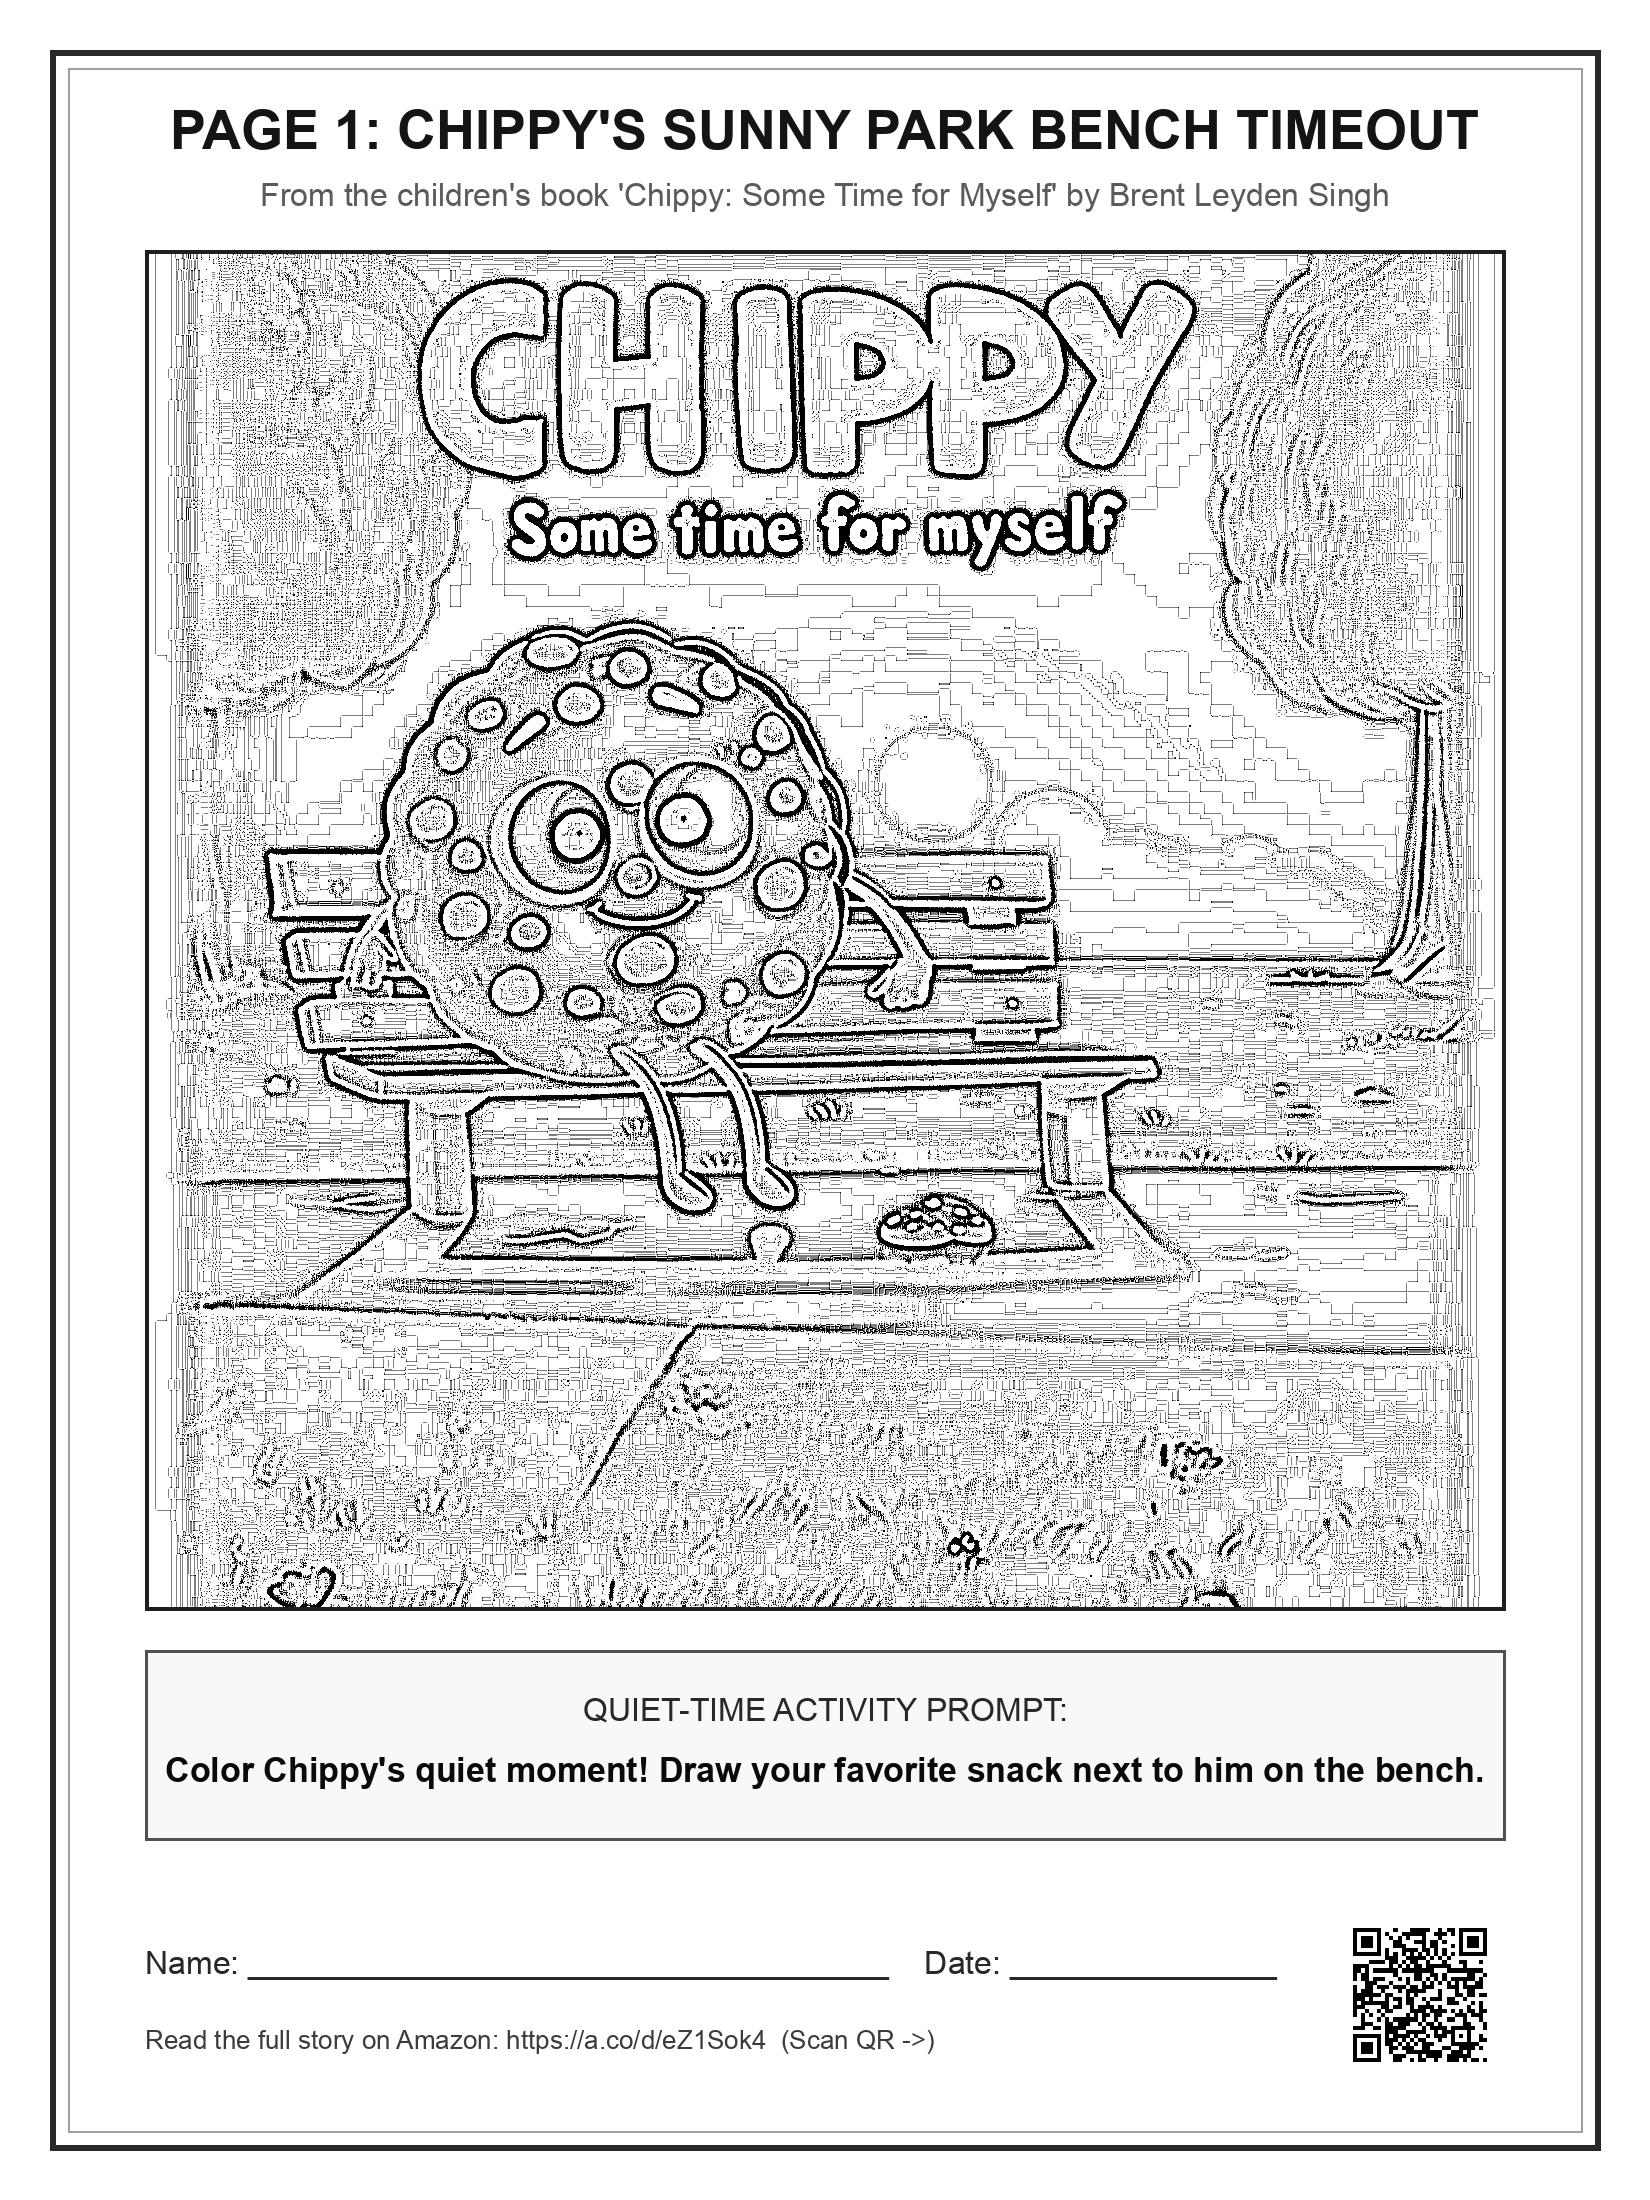 PAGE 1: CHIPPY'S SUNNY PARK BENCH TIMEOUT
From the children's book 'Chippy: Some Time for Myself' by Brent Leyden Singh
CHIPPY
Some time for myself
QUIET-TIME ACTIVITY PROMPT:
Color Chippy's quiet moment! Draw your favorite snack next to him on the bench.
Name: Date:
Read the full story on Amazon: https://a.co/d/eZ1Sok4 (Scan QR ->)